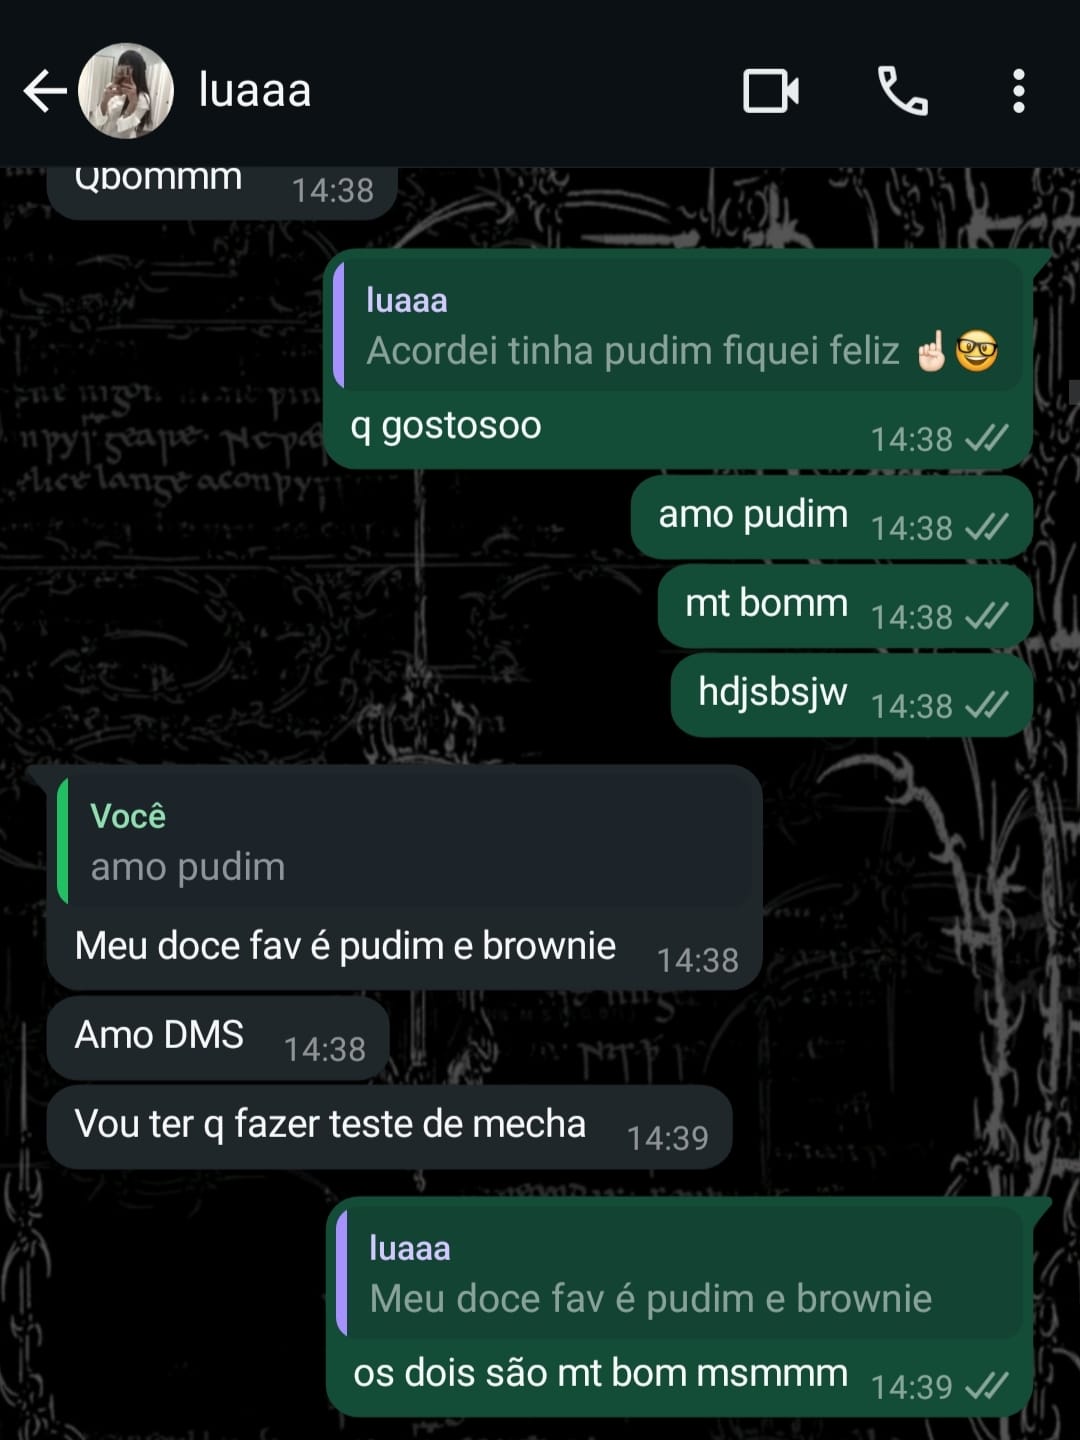 luaaa
Qbommm 14:38
luaaa
Acordei tinha pudim fiquei feliz ☝🏻🤓
q gostosoo 14:38
amo pudim 14:38
mt bomm 14:38
hdjsbsjw 14:38
Você
amo pudim
Meu doce fav é pudim e brownie 14:38
Amo DMS 14:38
Vou ter q fazer teste de mecha 14:39
luaaa
Meu doce fav é pudim e brownie
os dois são mt bom msmmm 14:39